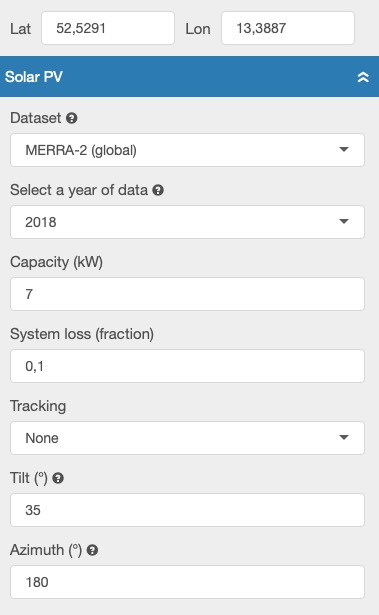 Lat 52,5291 Lon 13,3887
Solar PV
Dataset
MERRA-2 (global)
Select a year of data
2018
Capacity (kW)
7
System loss (fraction)
0,1
Tracking
None
Tilt (°)
35
Azimuth (°)
180